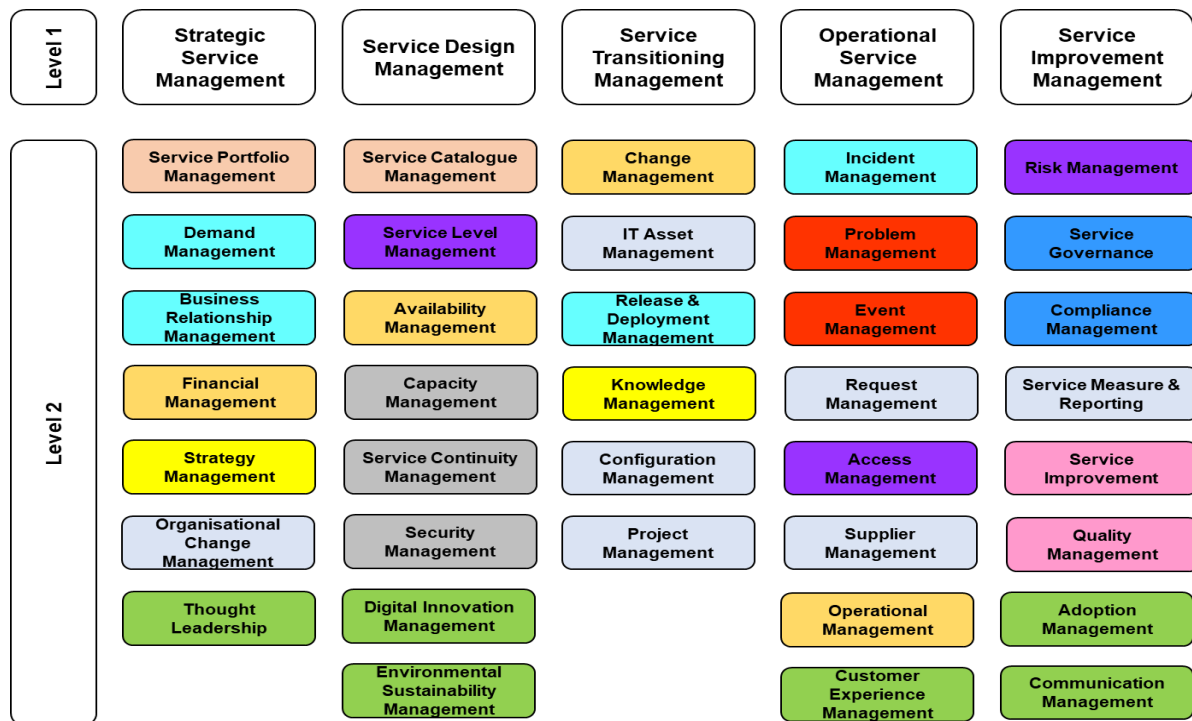 Level 1
Strategic
Service
Management
Service Design
Management
Service
Transitioning
Management
Operational
Service
Management
Service
Improvement
Management
Level 2
Service Portfolio
Management
Service Catalogue
Management
Change
Management
Incident
Management
Risk Management
Demand
Management
Service Level
Management
IT Asset
Management
Problem
Management
Service
Governance
Business
Relationship
Management
Availability
Management
Release &
Deployment
Management
Event
Management
Compliance
Management
Financial
Management
Capacity
Management
Knowledge
Management
Request
Management
Service Measure &
Reporting
Strategy
Management
Service Continuity
Management
Configuration
Management
Access
Management
Service
Improvement
Organisational
Change
Management
Security
Management
Project
Management
Supplier
Management
Quality
Management
Thought
Leadership
Digital Innovation
Management
Operational
Management
Adoption
Management
Environmental
Sustainability
Management
Customer
Experience
Management
Communication
Management